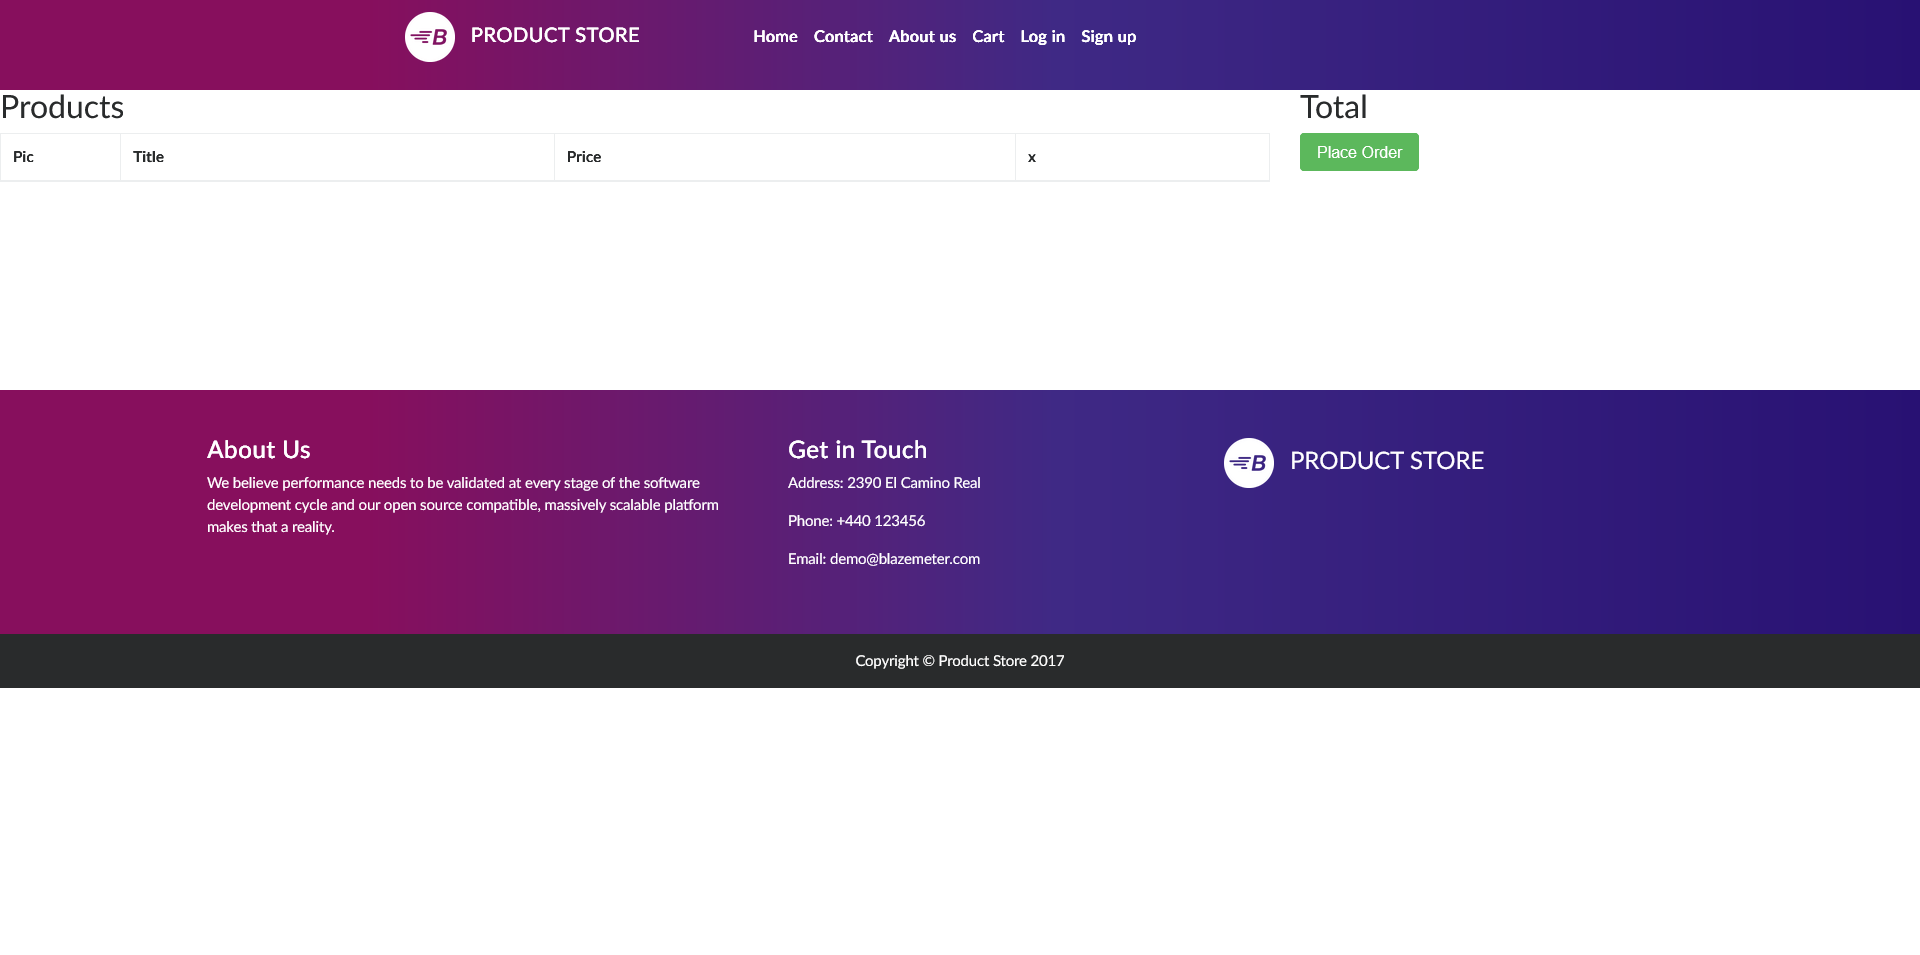 B PRODUCT STORE
Home Contact About us Cart Log in Sign up
Products
Pic Title Price x
Total
Place Order
About Us
We believe performance needs to be validated at every stage of the software
development cycle and our open source compatible, massively scalable platform
makes that a reality.
Get in Touch
Address: 2390 El Camino Real
Phone: +440 123456
Email: demo@blazemeter.com
B PRODUCT STORE
Copyright © Product Store 2017